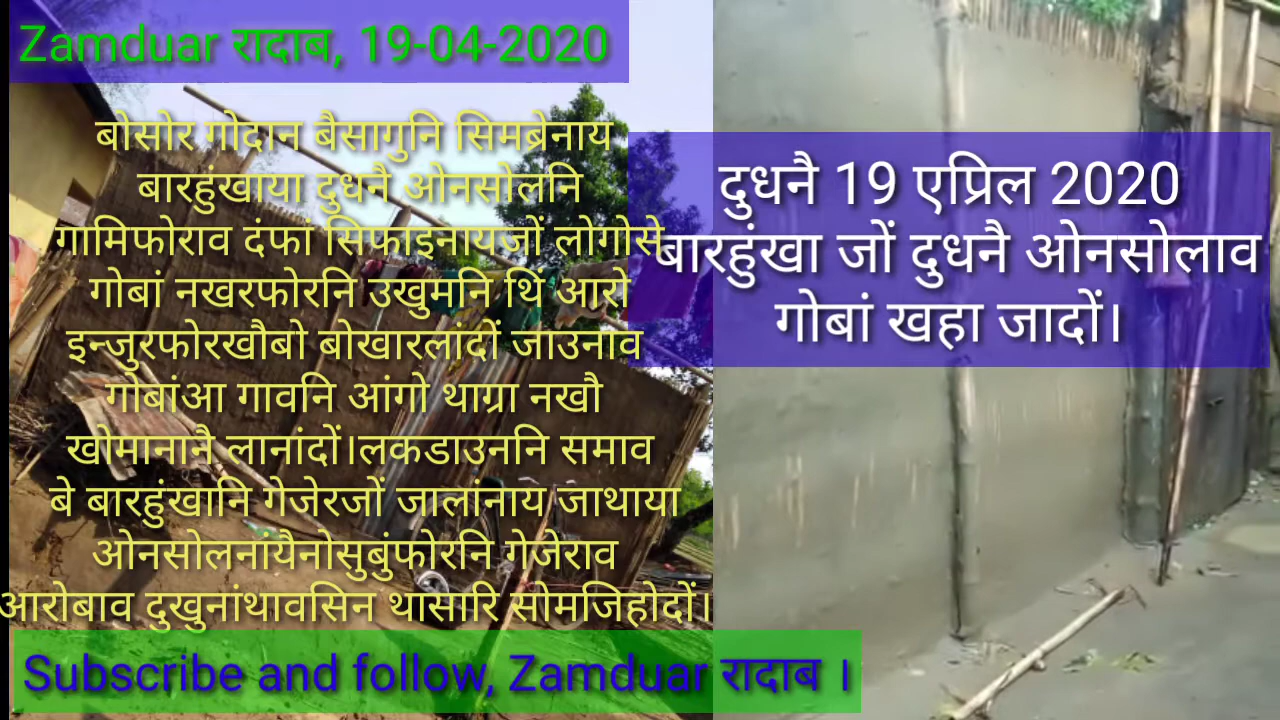 Zamduar रादाब, 19-04-2020
बोसोर गोदान बैसागुनि सिमब्रेनाय
बारहुंखाया दुधनै ओनसोलनि
गामिफोराव दंफां सिफाइनायजों लोगोसे
गोबां नखरफोरनि उखुमनि थिं आरो
इन्जुरफोरखौबो बोखारलांदों जाउनाव
गोबांआ गावनि आंगो थाग्रा नखौ
खोमानानै लानांदों।लकडाउननि समाव
बे बारहुंखानि गेजेरजों जालांनाय जाथाया
ओनसोलनांयैनोसुबुंफोरनि गेजेराव
आरोबाव दुखुनांथावसिन थासारि सोमजिहोदों।
दुधनै 19 एप्रिल 2020
बारहुंखा जों दुधनै ओनसोलाव
गोबां खहा जादों।
Subscribe and follow, Zamduar रादाब ।